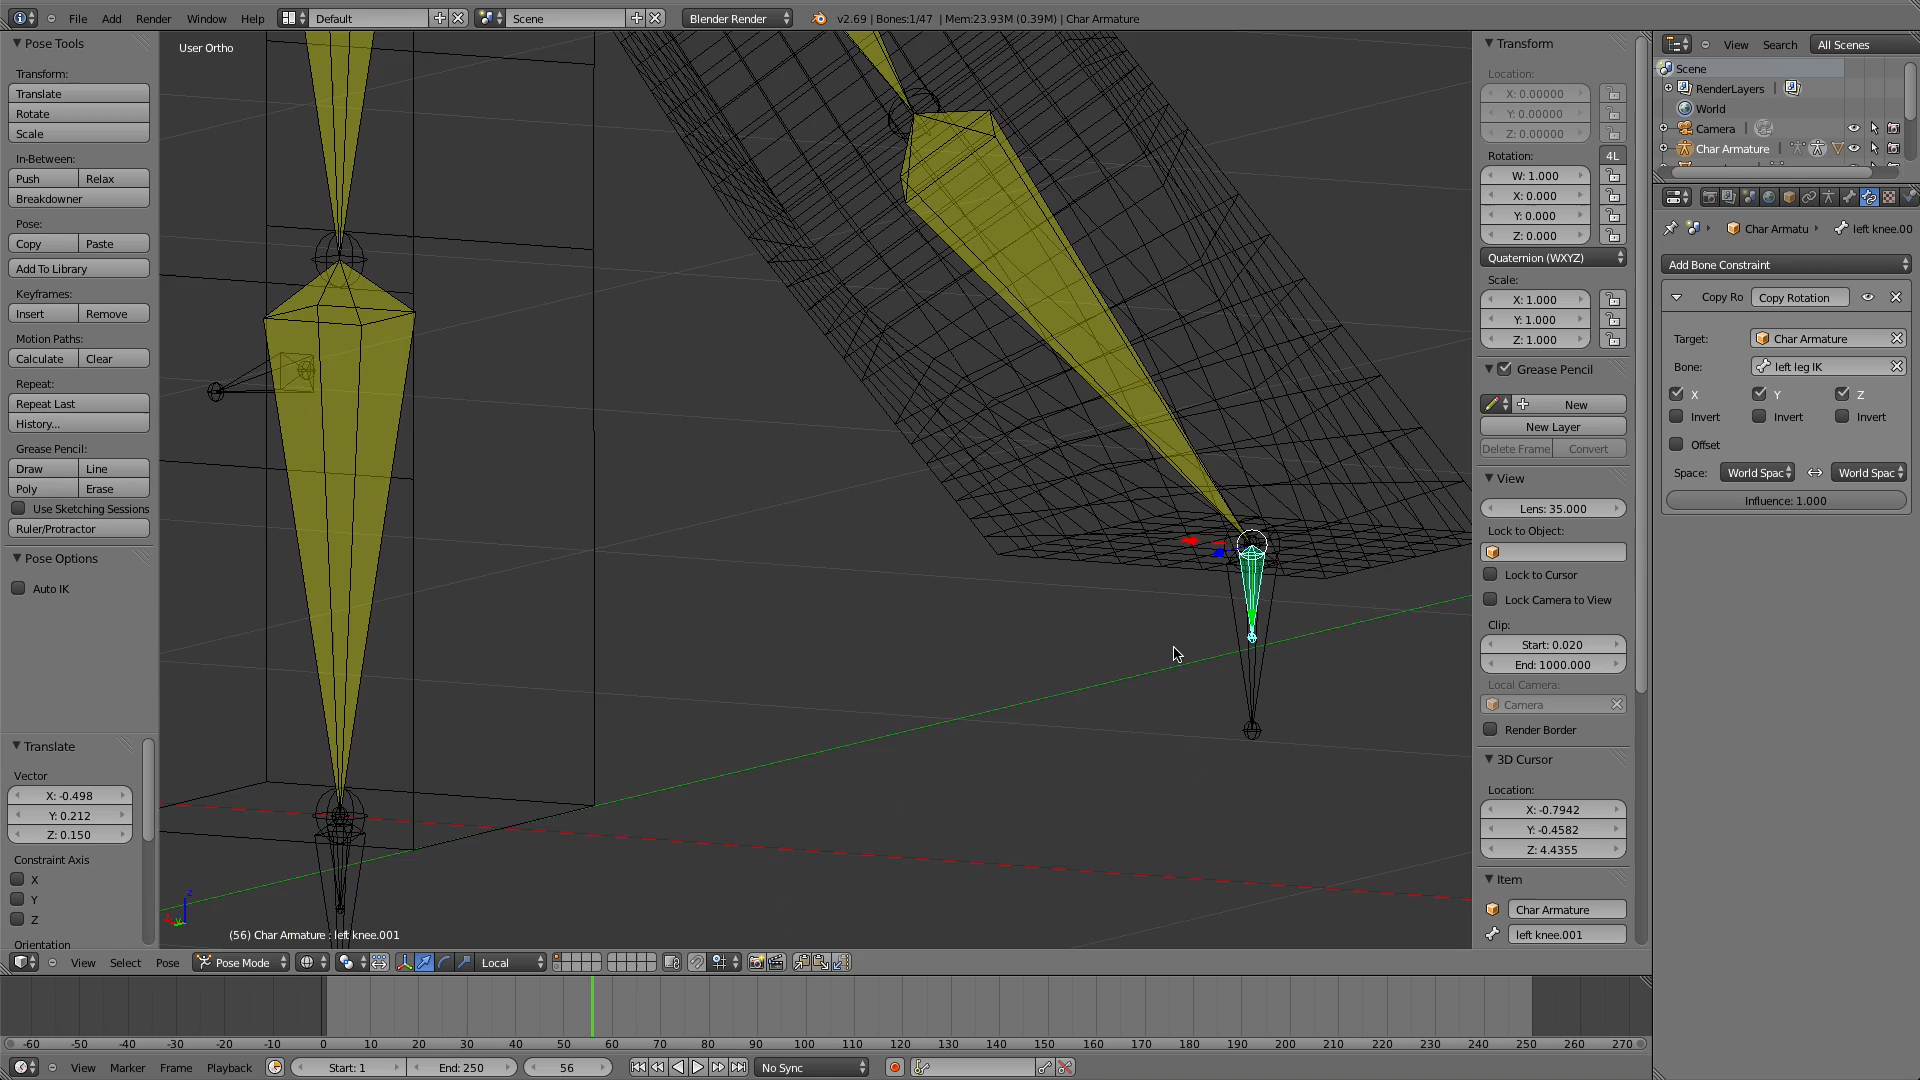 File Add Render Window Help Default Scene Blender Render v2.69 | Bones:1/47 | Mem:23.93M (0.39M) | Char Armature
Pose Tools
Transform:
Translate
Rotate
Scale
In-Between:
Push Relax
Breakdowner
Pose:
Copy Paste
Add To Library
Keyframes:
Insert Remove
Motion Paths:
Calculate Clear
Repeat:
Repeat Last
History...
Grease Pencil:
Draw Line
Poly Erase
Use Sketching Sessions
Ruler/Protractor
Pose Options
Auto IK
Translate
Vector
X: -0.498
Y: 0.212
Z: 0.150
Constraint Axis
X
Y
Z
Orientation
User Ortho
(56) Char Armature : left knee.001
Transform
Location:
X: 0.00000
Y: 0.00000
Z: 0.00000
Rotation: 4L
W: 1.000
X: 0.000
Y: 0.000
Z: 0.000
Quaternion (WXYZ)
Scale:
X: 1.000
Y: 1.000
Z: 1.000
Grease Pencil
New
New Layer
Delete Frame Convert
View
Lens: 35.000
Lock to Object:
Lock to Cursor
Lock Camera to View
Clip:
Start: 0.020
End: 1000.000
Local Camera:
Camera
Render Border
3D Cursor
Location:
X: -0.7942
Y: -0.4582
Z: 4.4355
Item
Char Armature
left knee.001
View Search All Scenes
Scene
RenderLayers |
World
Camera |
Char Armature |
Char Armatu left knee.00
Add Bone Constraint
Copy Ro Copy Rotation
Target: Char Armature
Bone: left leg IK
X Y Z
Invert Invert Invert
Offset
Space: World Spac World Spac
Influence: 1.000
View Select Pose Pose Mode Local
-60 -50 -40 -30 -20 -10 0 10 20 30 40 50 60 70 80 90 100 110 120 130 140 150 160 170 180 190 200 210 220 230 240 250 260 270
View Marker Frame Playback Start: 1 End: 250 56 No Sync